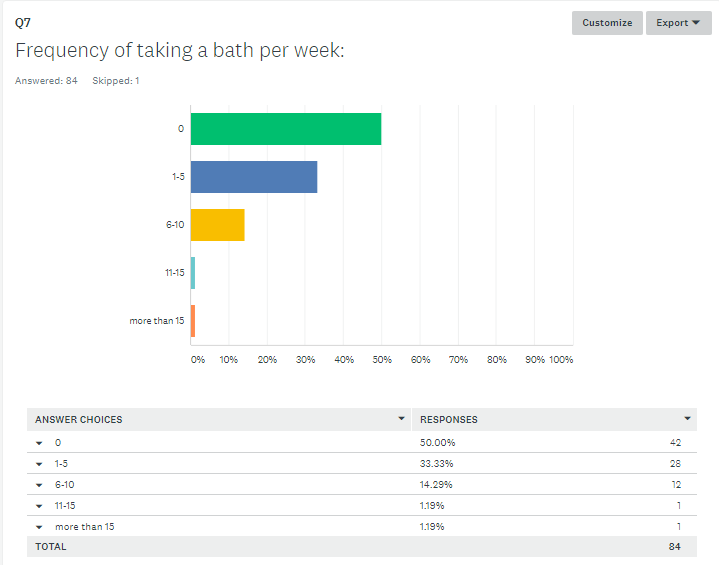 Q7
Customize
Export
Frequency of taking a bath per week:
Answered: 84 Skipped: 1
0
1-5
6-10
11-15
more than 15
0% 10% 20% 30% 40% 50% 60% 70% 80% 90% 100%
ANSWER CHOICES RESPONSES
0 50.00% 42
1-5 33.33% 28
6-10 14.29% 12
11-15 1.19% 1
more than 15 1.19% 1
TOTAL 84